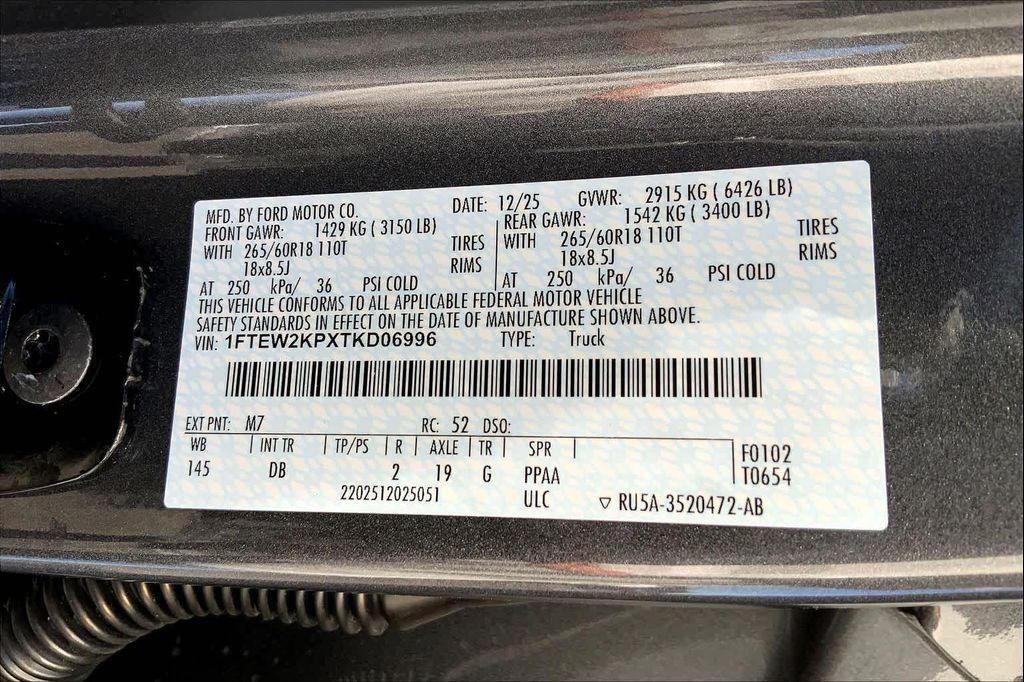 MFD. BY FORD MOTOR CO. DATE: 12/25 GVWR: 2915 KG ( 6426 LB)
FRONT GAWR: 1429 KG ( 3150 LB) REAR GAWR: 1542 KG ( 3400 LB)
WITH 265/60R18 110T TIRES WITH 265/60R18 110T TIRES
18x8.5J RIMS 18x8.5J RIMS
AT 250 kPa/ 36 PSI COLD AT 250 kPa/ 36 PSI COLD
THIS VEHICLE CONFORMS TO ALL APPLICABLE FEDERAL MOTOR VEHICLE
SAFETY STANDARDS IN EFFECT ON THE DATE OF MANUFACTURE SHOWN ABOVE.
VIN: 1FTEW2KPXTKD06996 TYPE: Truck
EXT PNT: M7 RC: 52 DSO:
WB INT TR TP/PS R AXLE TR SPR F0102
145 DB 2 19 G PPAA T0654
2202512025051 ULC ▽ RU5A-3520472-AB